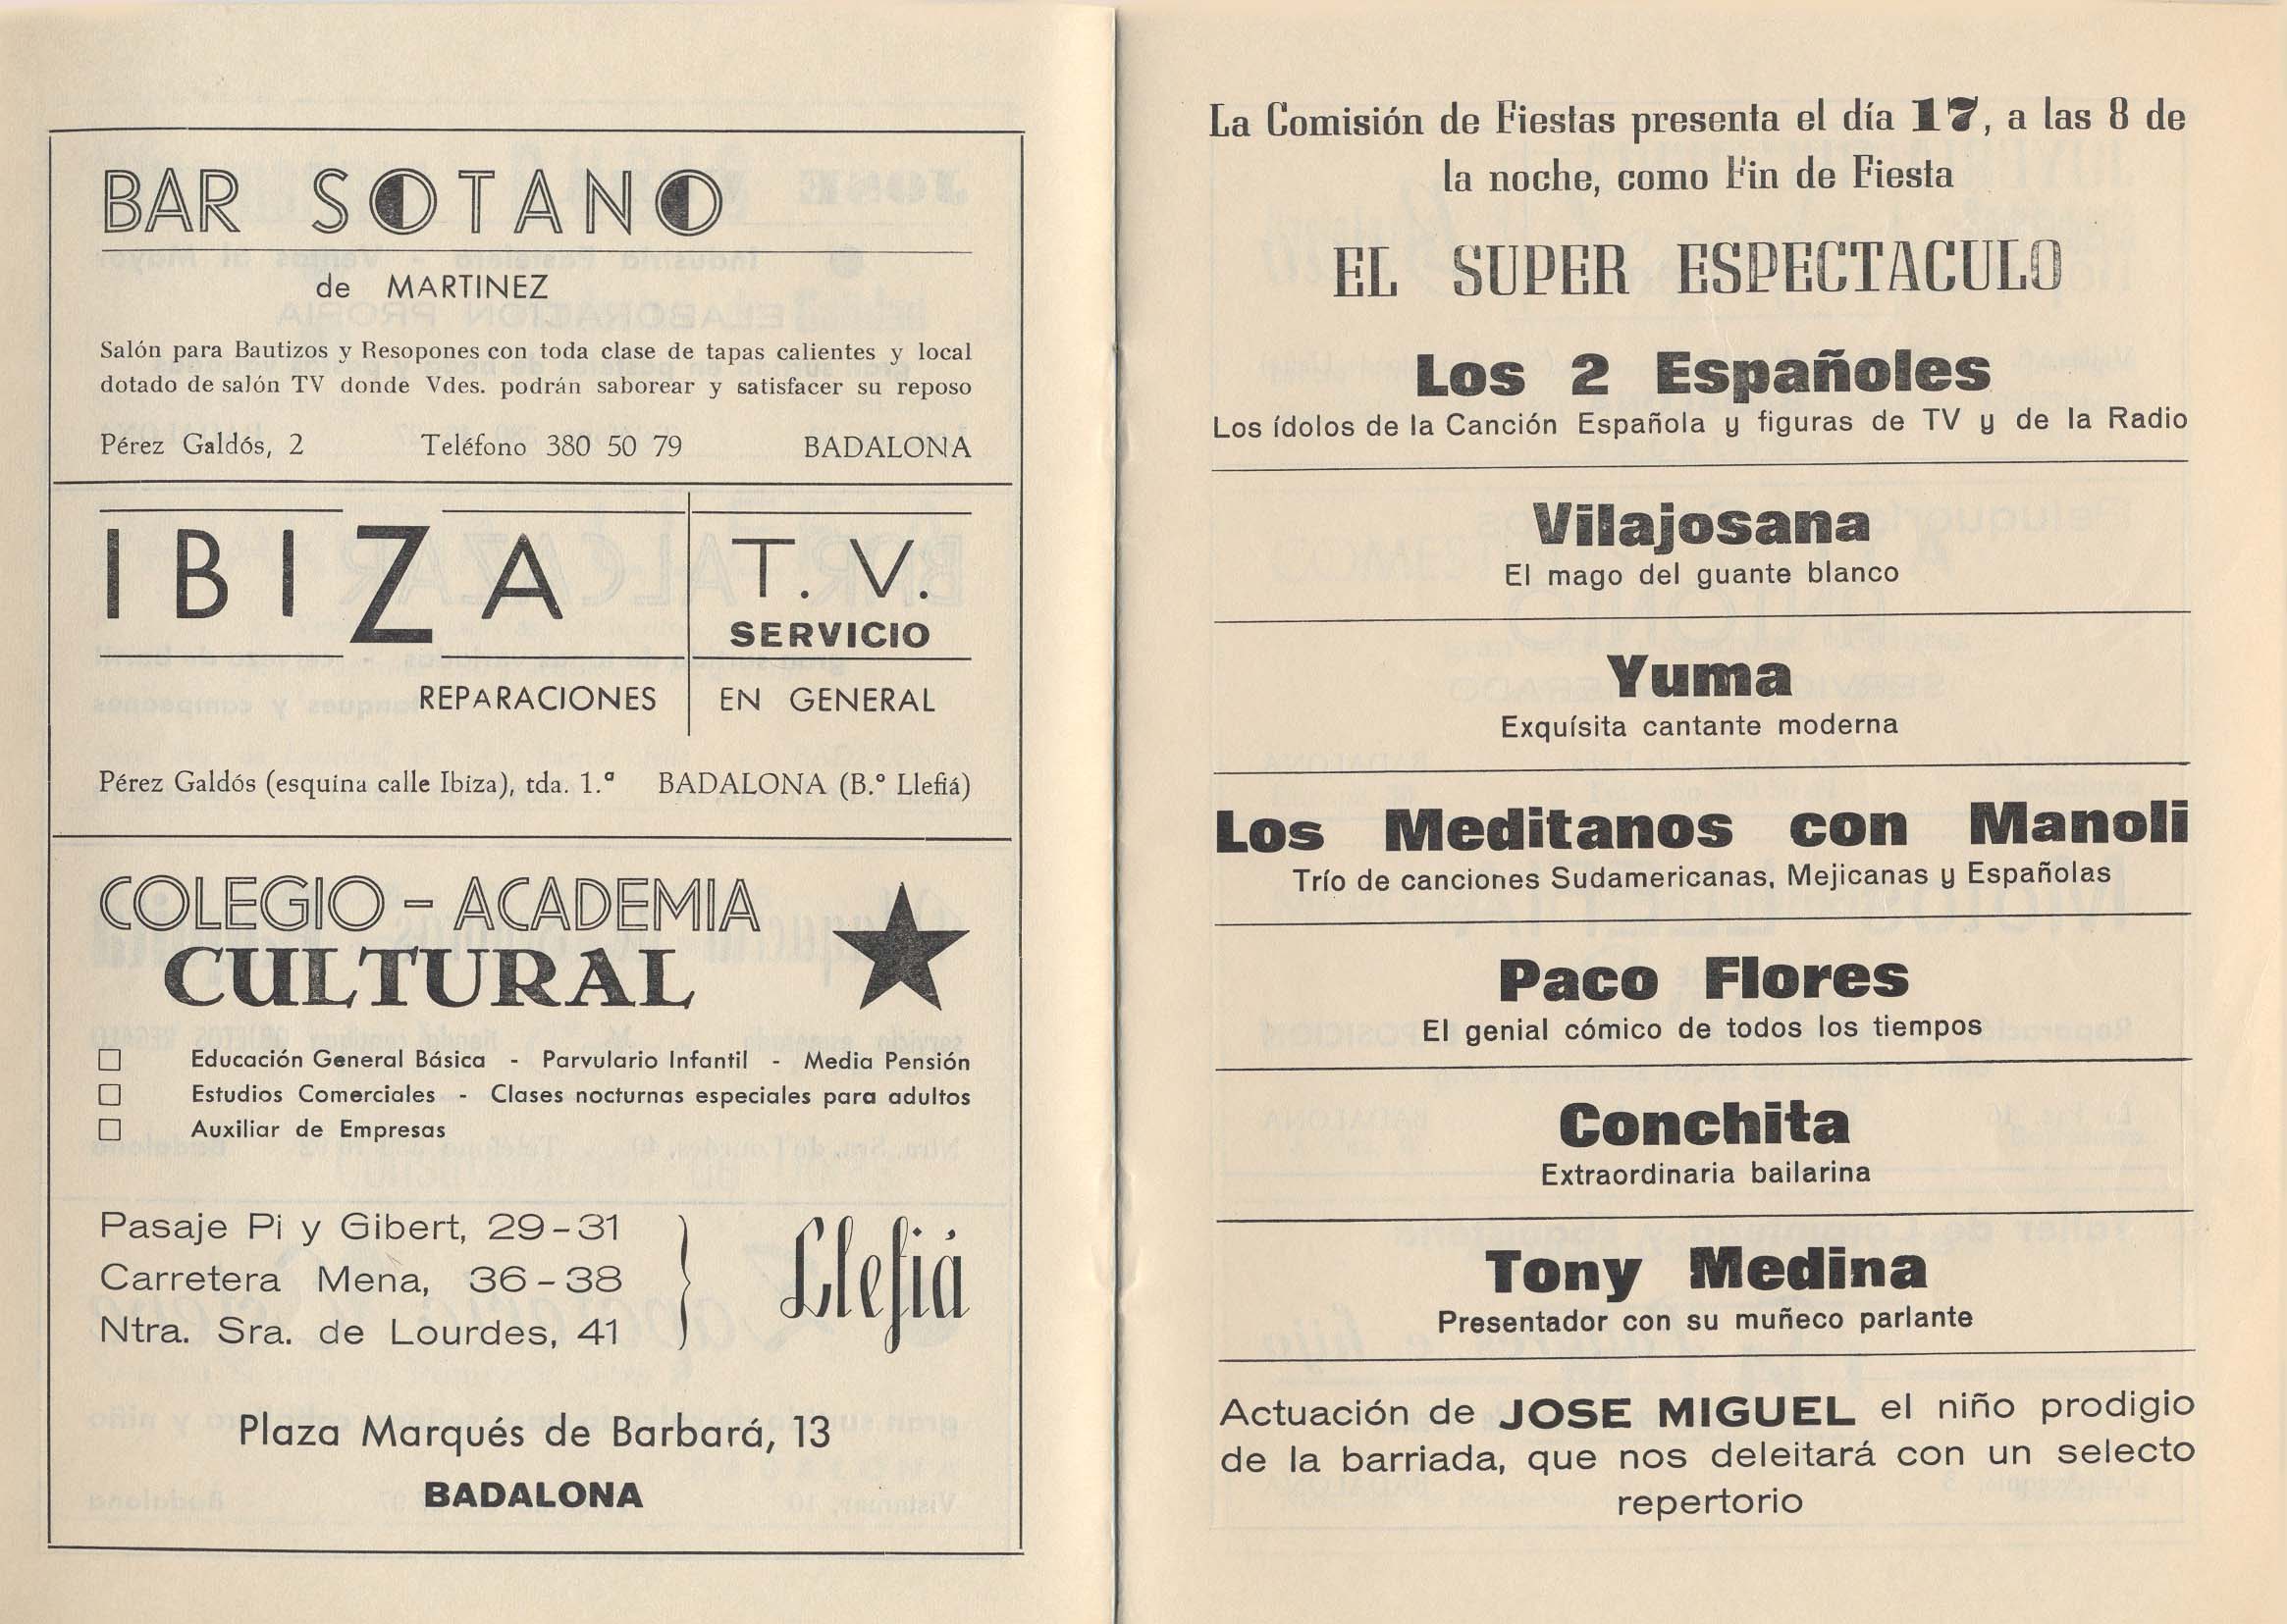 BAR SOTANO
de MARTINEZ
Salón para Bautizos y Resopones con toda clase de tapas calientes y local
dotado de salón TV donde Vdes. podrán saborear y satisfacer su reposo
Pérez Galdós, 2 Teléfono 380 50 79 BADALONA
IBIZA T. V.
SERVICIO
REPARACIONES EN GENERAL
Pérez Galdós (esquina calle Ibiza), tda. 1.ª BADALONA (B.º Llefiá)
COLEGIO - ACADEMIA
CULTURAL
Educación General Básica - Parvulario Infantil - Media Pensión
Estudios Comerciales - Clases nocturnas especiales para adultos
Auxiliar de Empresas
Pasaje Pi y Gibert, 29-31
Carretera Mena, 36-38
Ntra. Sra. de Lourdes, 41
Llefiá
Plaza Marqués de Barbará, 13
BADALONA
La Comisión de Fiestas presenta el día 17, a las 8 de
la noche, como Fin de Fiesta
EL SUPER ESPECTACULO
Los 2 Españoles
Los ídolos de la Canción Española y figuras de TV y de la Radio
Vilajosana
El mago del guante blanco
Yuma
Exquísita cantante moderna
Los Meditanos con Manoli
Trío de canciones Sudamericanas, Mejicanas y Españolas
Paco Flores
El genial cómico de todos los tiempos
Conchita
Extraordinaria bailarina
Tony Medina
Presentador con su muñeco parlante
Actuación de JOSE MIGUEL el niño prodigio
de la barriada, que nos deleitará con un selecto
repertorio